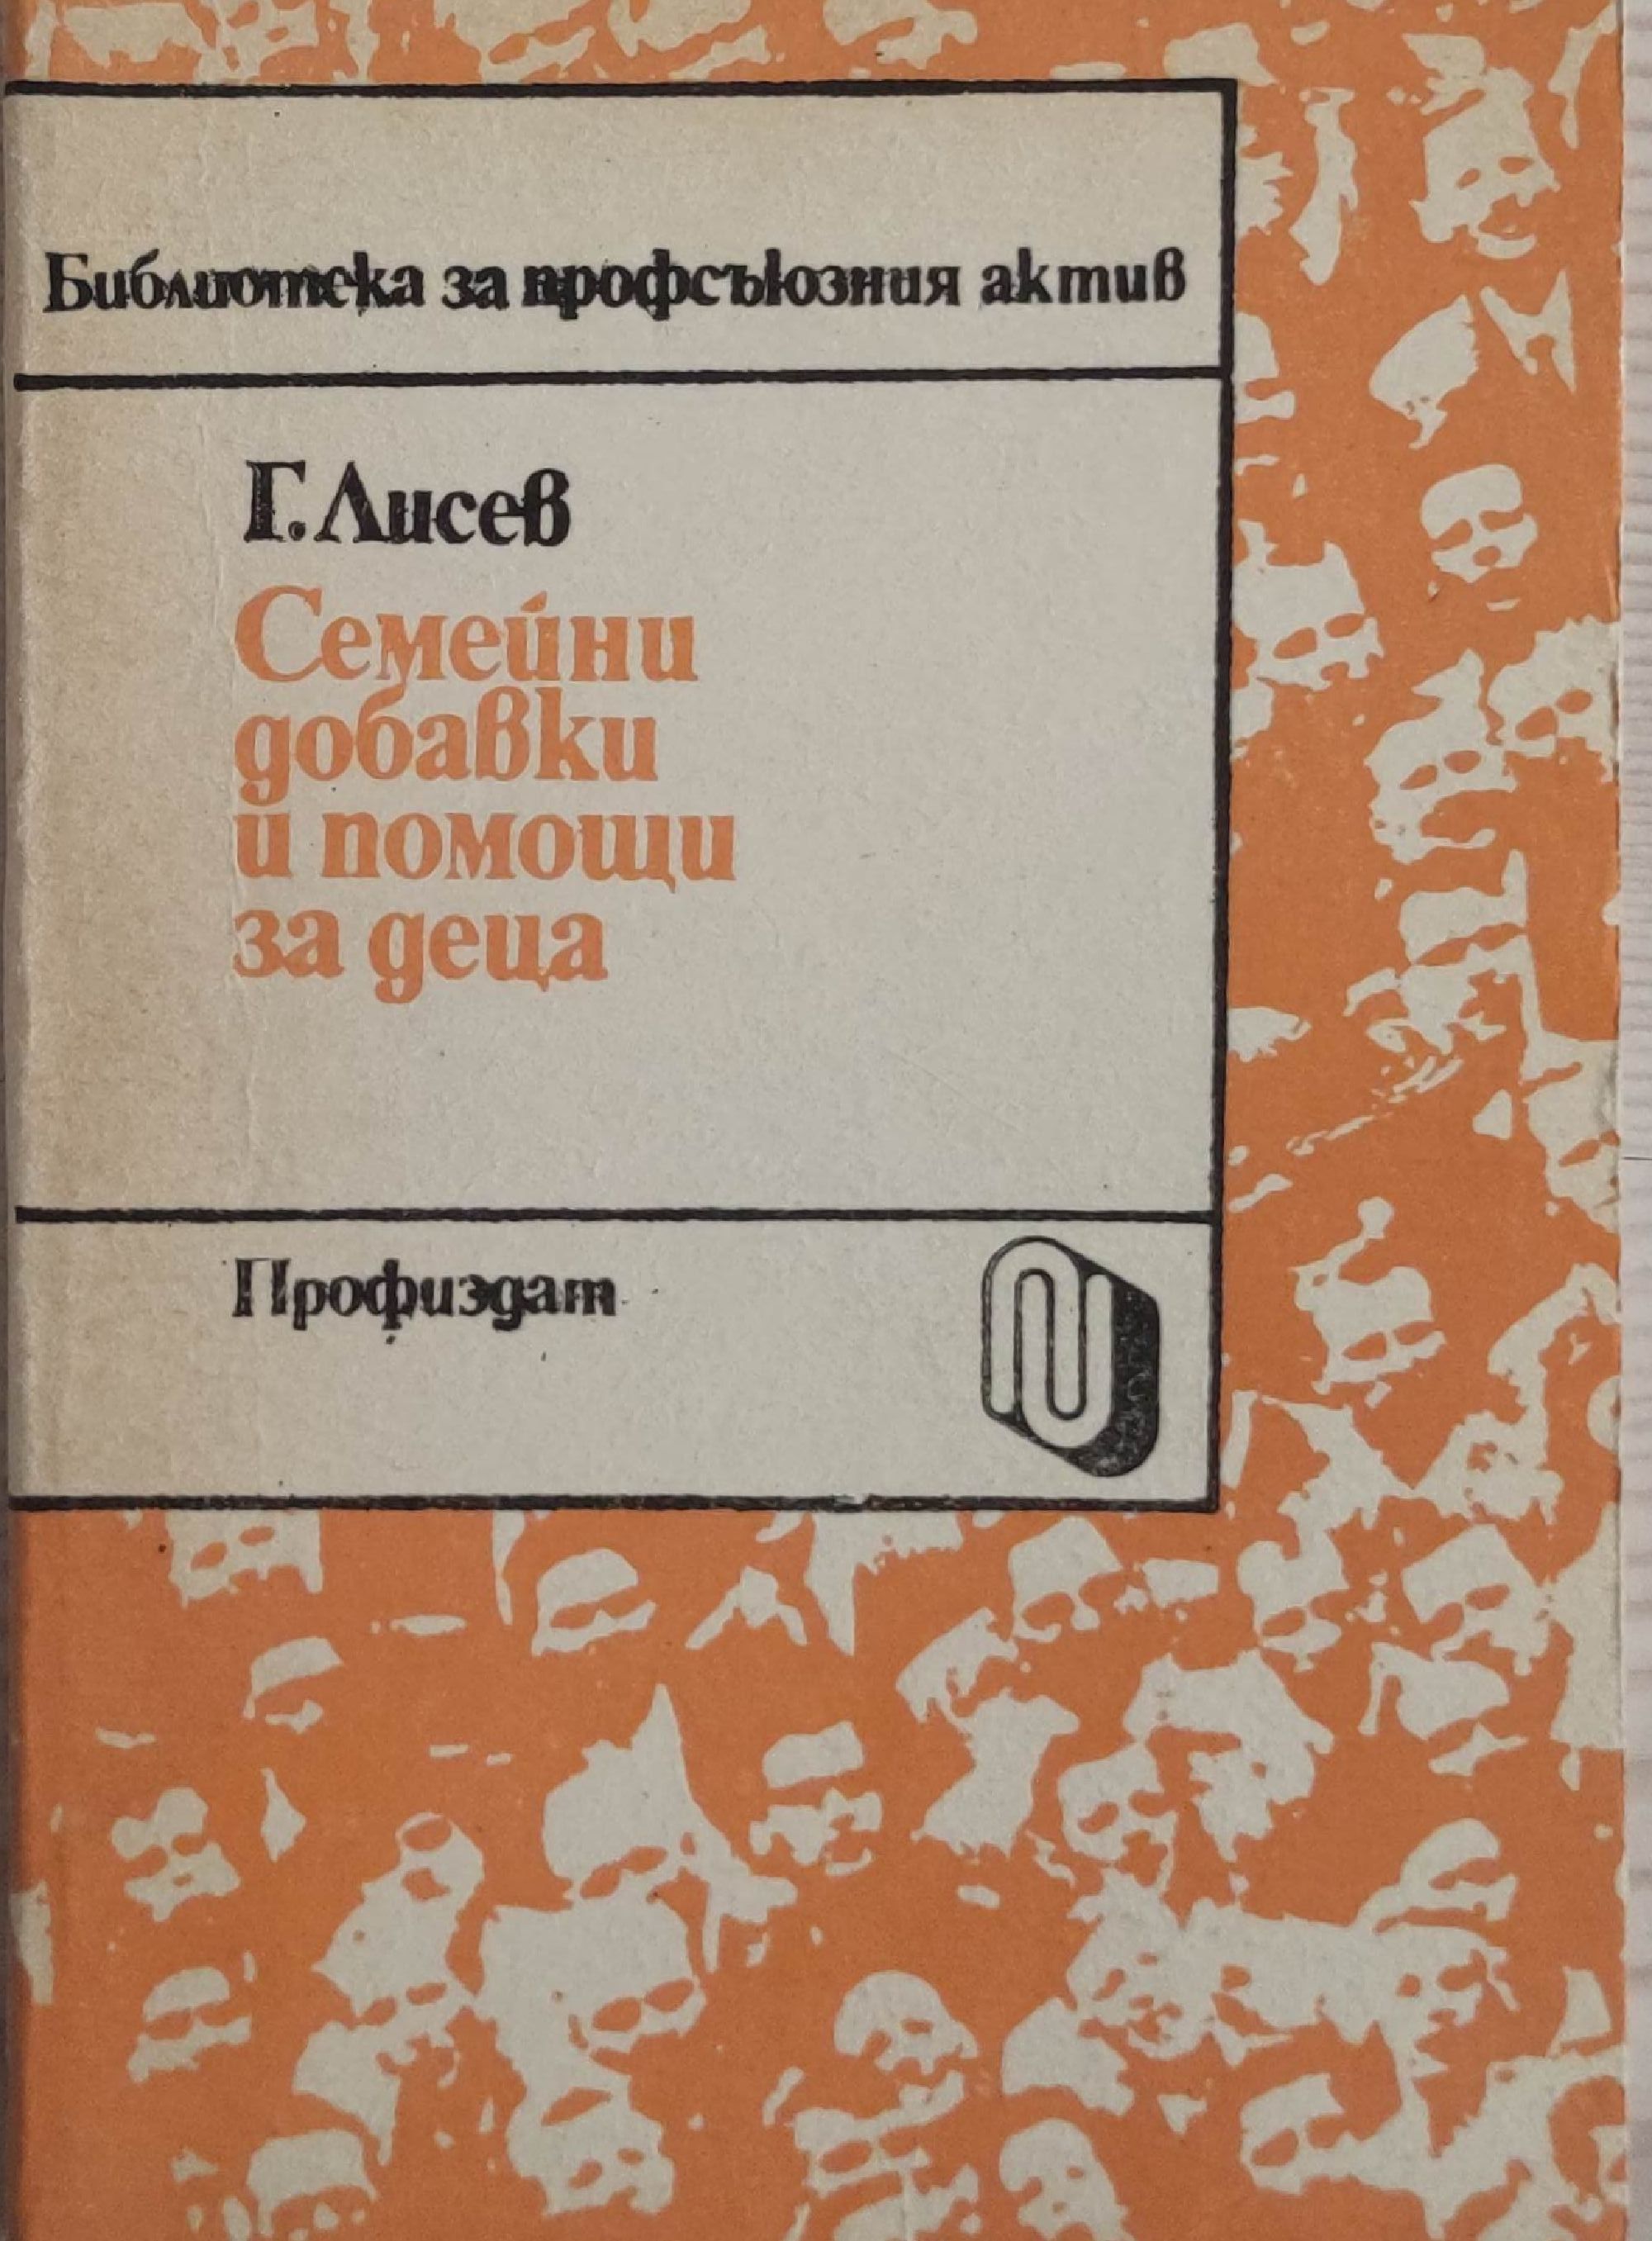 Библиотека за профсъюзния актив
Г. Лисев
Семейни
добавки
и помощи
за деца
Профиздат